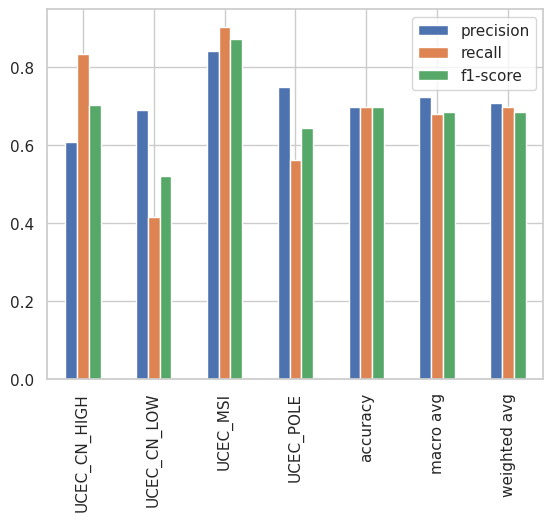 precision
recall
f1-score
0.8
0.6
0.4
0.2
0.0
UCEC_CN_HIGH
UCEC_CN_LOW
UCEC_MSI
UCEC_POLE
accuracy
macro avg
weighted avg